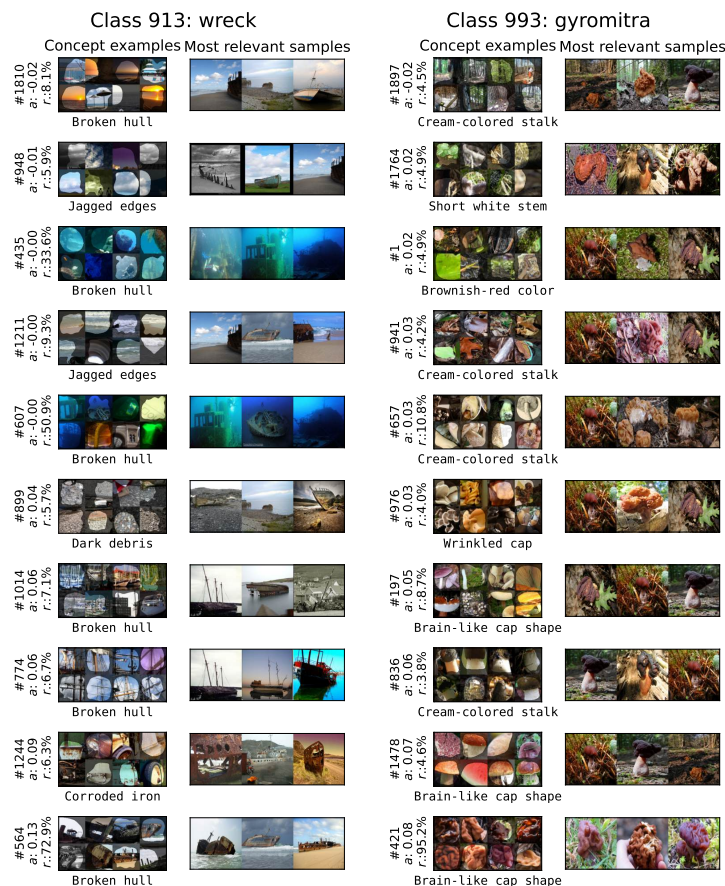 Class 913: wreck
Concept examples Most relevant samples
#1810
a: -0.02
r.:8.1%
Broken hull
#948
a: -0.01
r.:5.9%
Jagged edges
#435
a: -0.00
r.:33.6%
Broken hull
#1211
a: -0.00
r.:9.3%
Jagged edges
#607
a: -0.00
r.:50.9%
Broken hull
#899
a: 0.04
r.:5.7%
Dark debris
#1014
a: 0.06
r.:7.1%
Broken hull
#774
a: 0.06
r.:6.7%
Broken hull
#1244
a: 0.09
r.:6.3%
Corroded iron
#564
a: 0.13
r.:72.9%
Broken hull
Class 993: gyromitra
Concept examples Most relevant samples
#1897
a: -0.02
r.:4.5%
Cream-colored stalk
#1764
a: 0.02
r.:4.9%
Short white stem
#1
a: 0.02
r.:4.9%
Brownish-red color
#941
a: 0.03
r.:4.2%
Cream-colored stalk
#657
a: 0.03
r.:10.8%
Cream-colored stalk
#976
a: 0.03
r.:4.0%
Wrinkled cap
#197
a: 0.05
r.:8.7%
Brain-like cap shape
#836
a: 0.06
r.:3.8%
Cream-colored stalk
#1478
a: 0.07
r.:4.6%
Brain-like cap shape
#421
a: 0.08
r.:95.2%
Brain-like cap shape